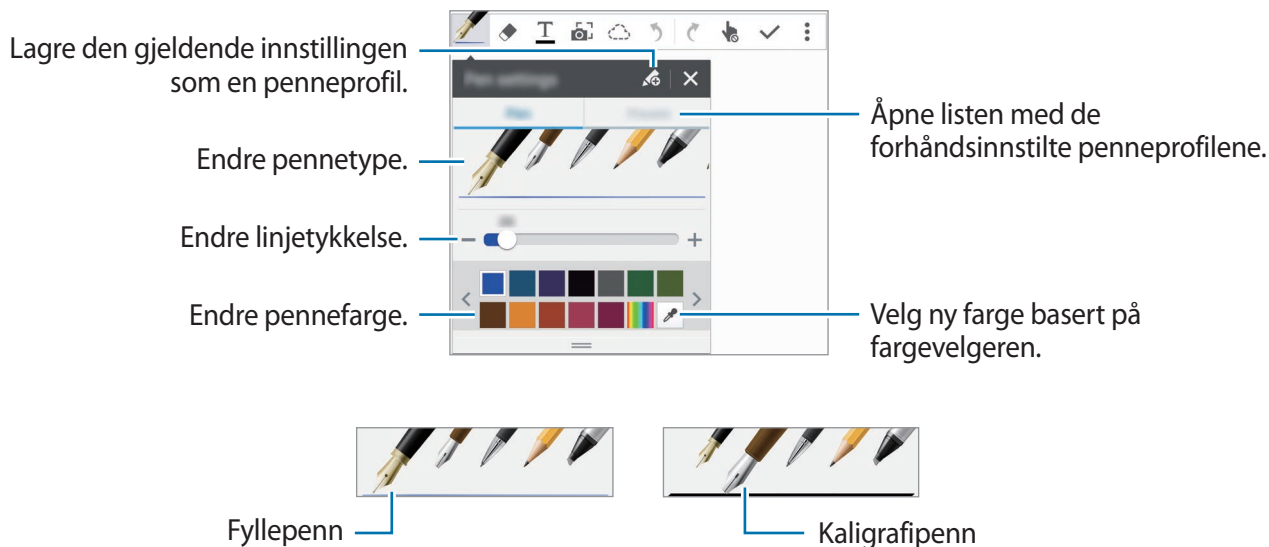 Lagre den gjeldende innstillingen
som en penneprofil.
T
Åpne listen med de
forhåndsinnstilte penneprofilene.
Endre pennetype.
Endre linjetykkelse.
Endre pennefarge.
Velg ny farge basert på
fargevelgeren.
Fyllepenn
Kaligrafipenn